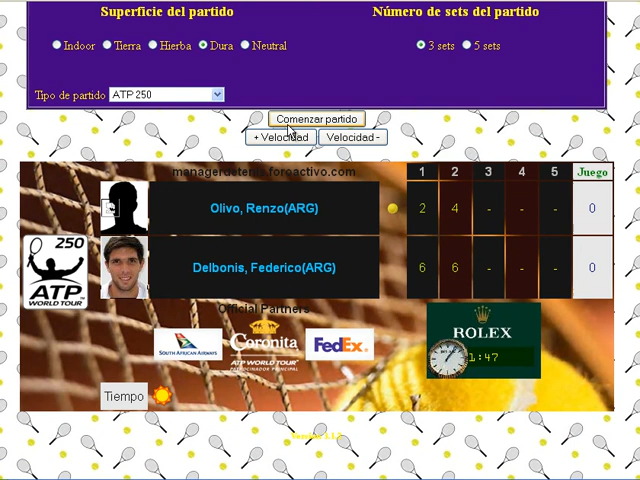 Superficie del partido
Número de sets del partido
Indoor Tierra Hierba Dura Neutral
3 sets 5 sets
Tipo de partido ATP 250
Comenzar partido
+ Velocidad Velocidad -
managerdetenis.foroactivo.com
1 2 3 4 5 Juego
Olivo, Renzo(ARG) 2 4 - - - 0
250
ATP
WORLD TOUR
Delbonis, Federico(ARG) 6 6 - - - 0
Official Partners
SOUTH AFRICAN AIRWAYS
Coronita
ATP WORLD TOUR
PATROCINADOR PRINCIPAL
FedEx
ROLEX
1:47
Tiempo